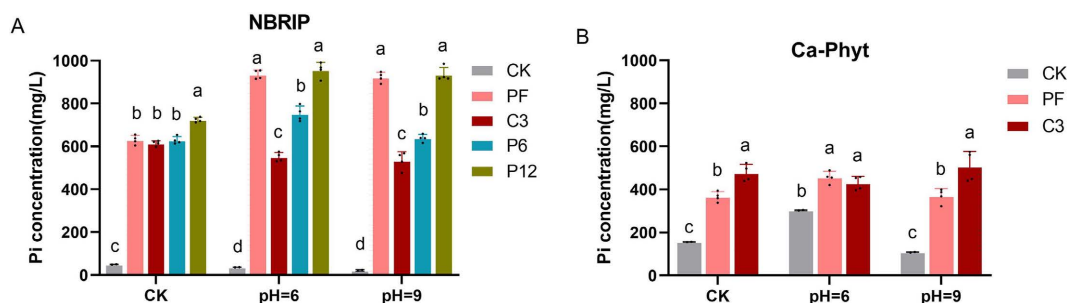 A
NBRIP
Pi concentration(mg/L)
1000
800
600
400
200
0
c b b b a
d a c b a
d a c b a
CK pH=6 pH=9
CK
PF
C3
P6
P12
B
Ca-Phyt
Pi concentration(mg/L)
1000
800
600
400
200
0
c b a
b a a
c b a
CK pH=6 pH=9
CK
PF
C3